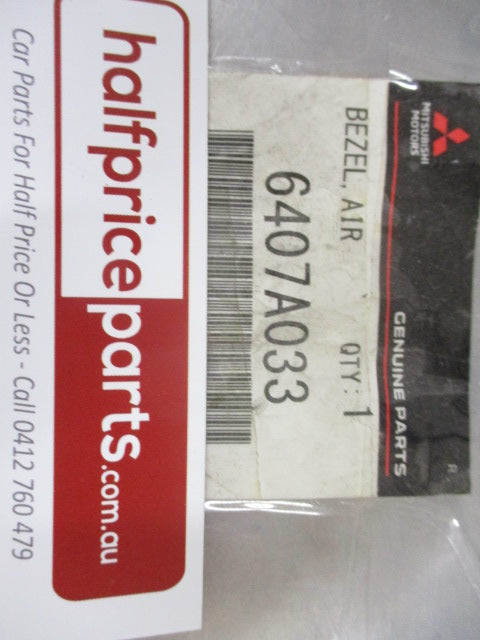 MITSUBISHI
MOTORS
GENUINE PARTS
R
BEZEL, AIR QTY: 1
6407A033
halfpriceparts.com.au
Car Parts For Half Price Or Less - Call 0412 760 479